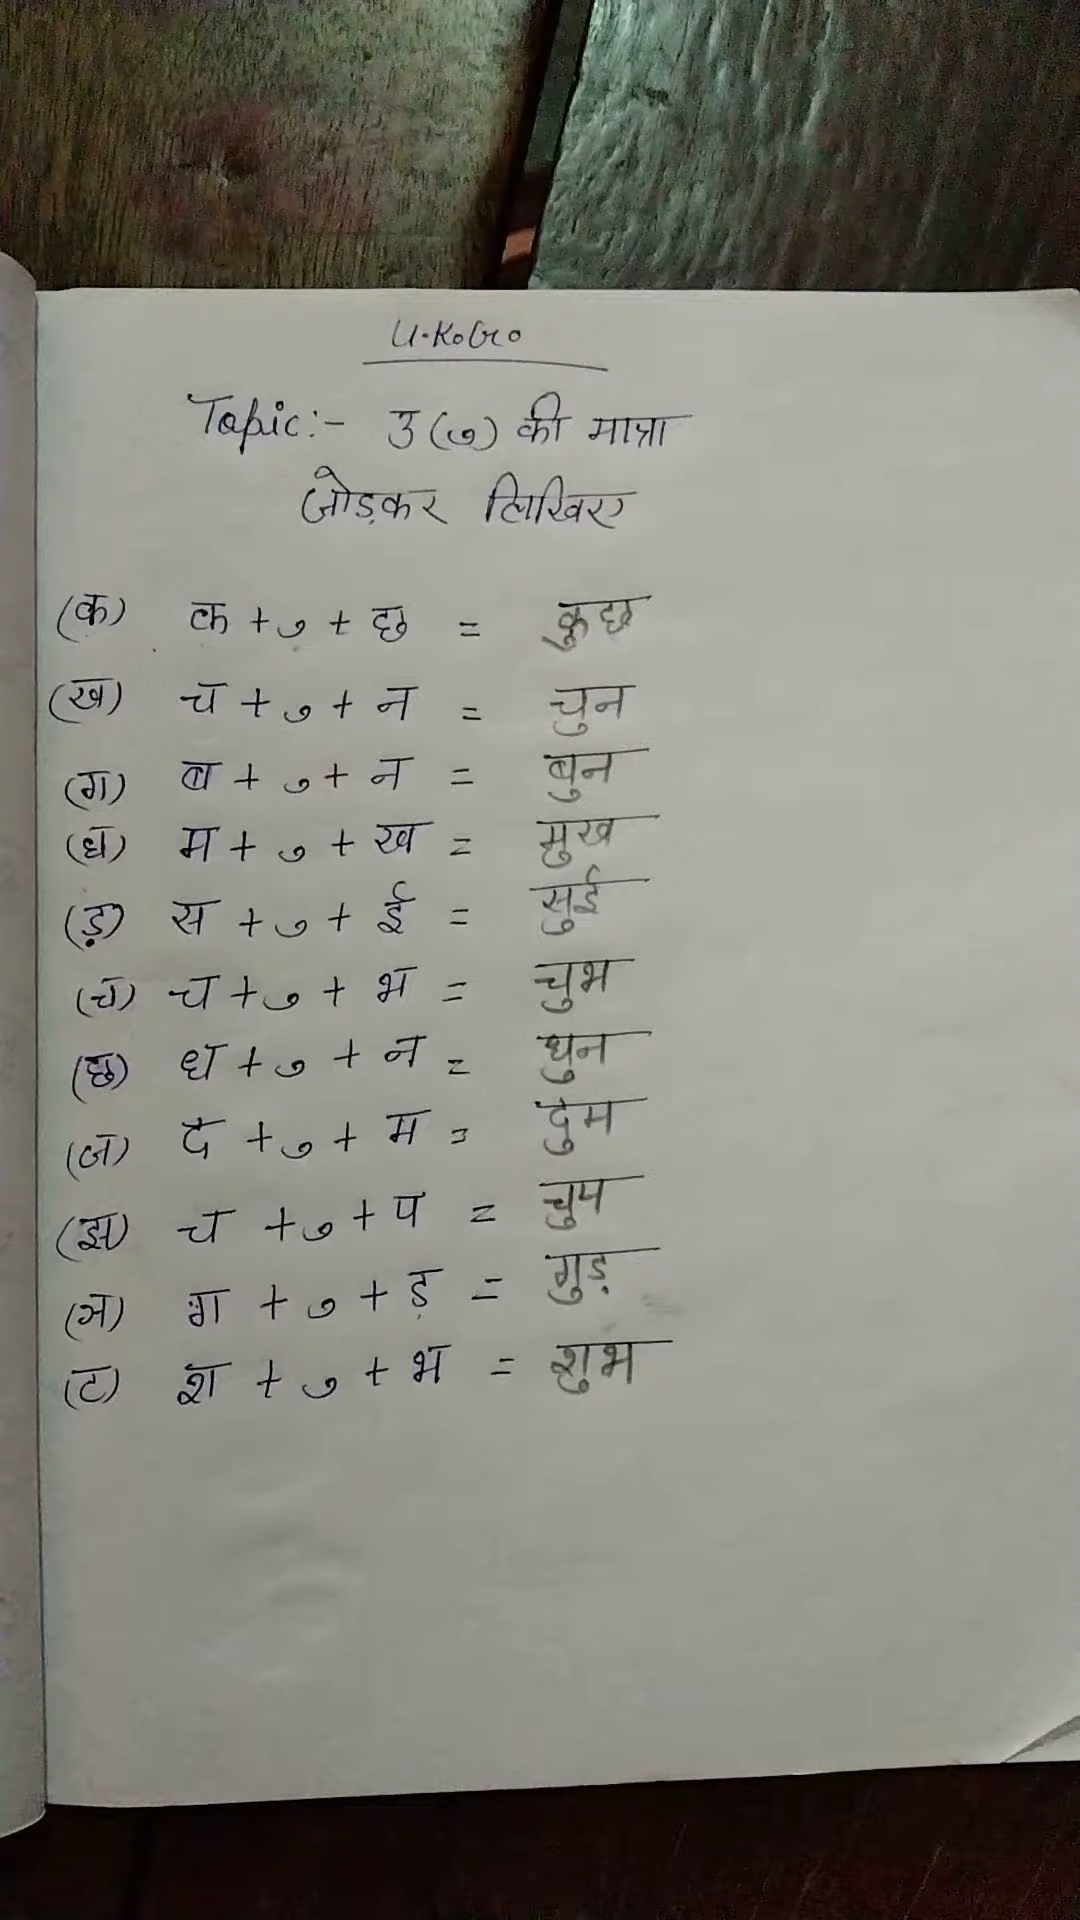 U.K.G.
Topic:- उ (ु) की मात्रा
जोड़कर लिखिए
(क) क + ु + छ = कुछ
(ख) च + ु + न = चुन
(ग) ब + ु + न = बुन
(घ) म + ु + ख = मुख
(ड़) स + ु + ई = सुई
(च) च + ु + भ = चुभ
(छ) ध + ु + न = धुन
(ज) द + ु + म = दुम
(झ) च + ु + प = चुप
(ञ) ग + ु + ड़ = गुड़
(ट) श + ु + भ = शुभ